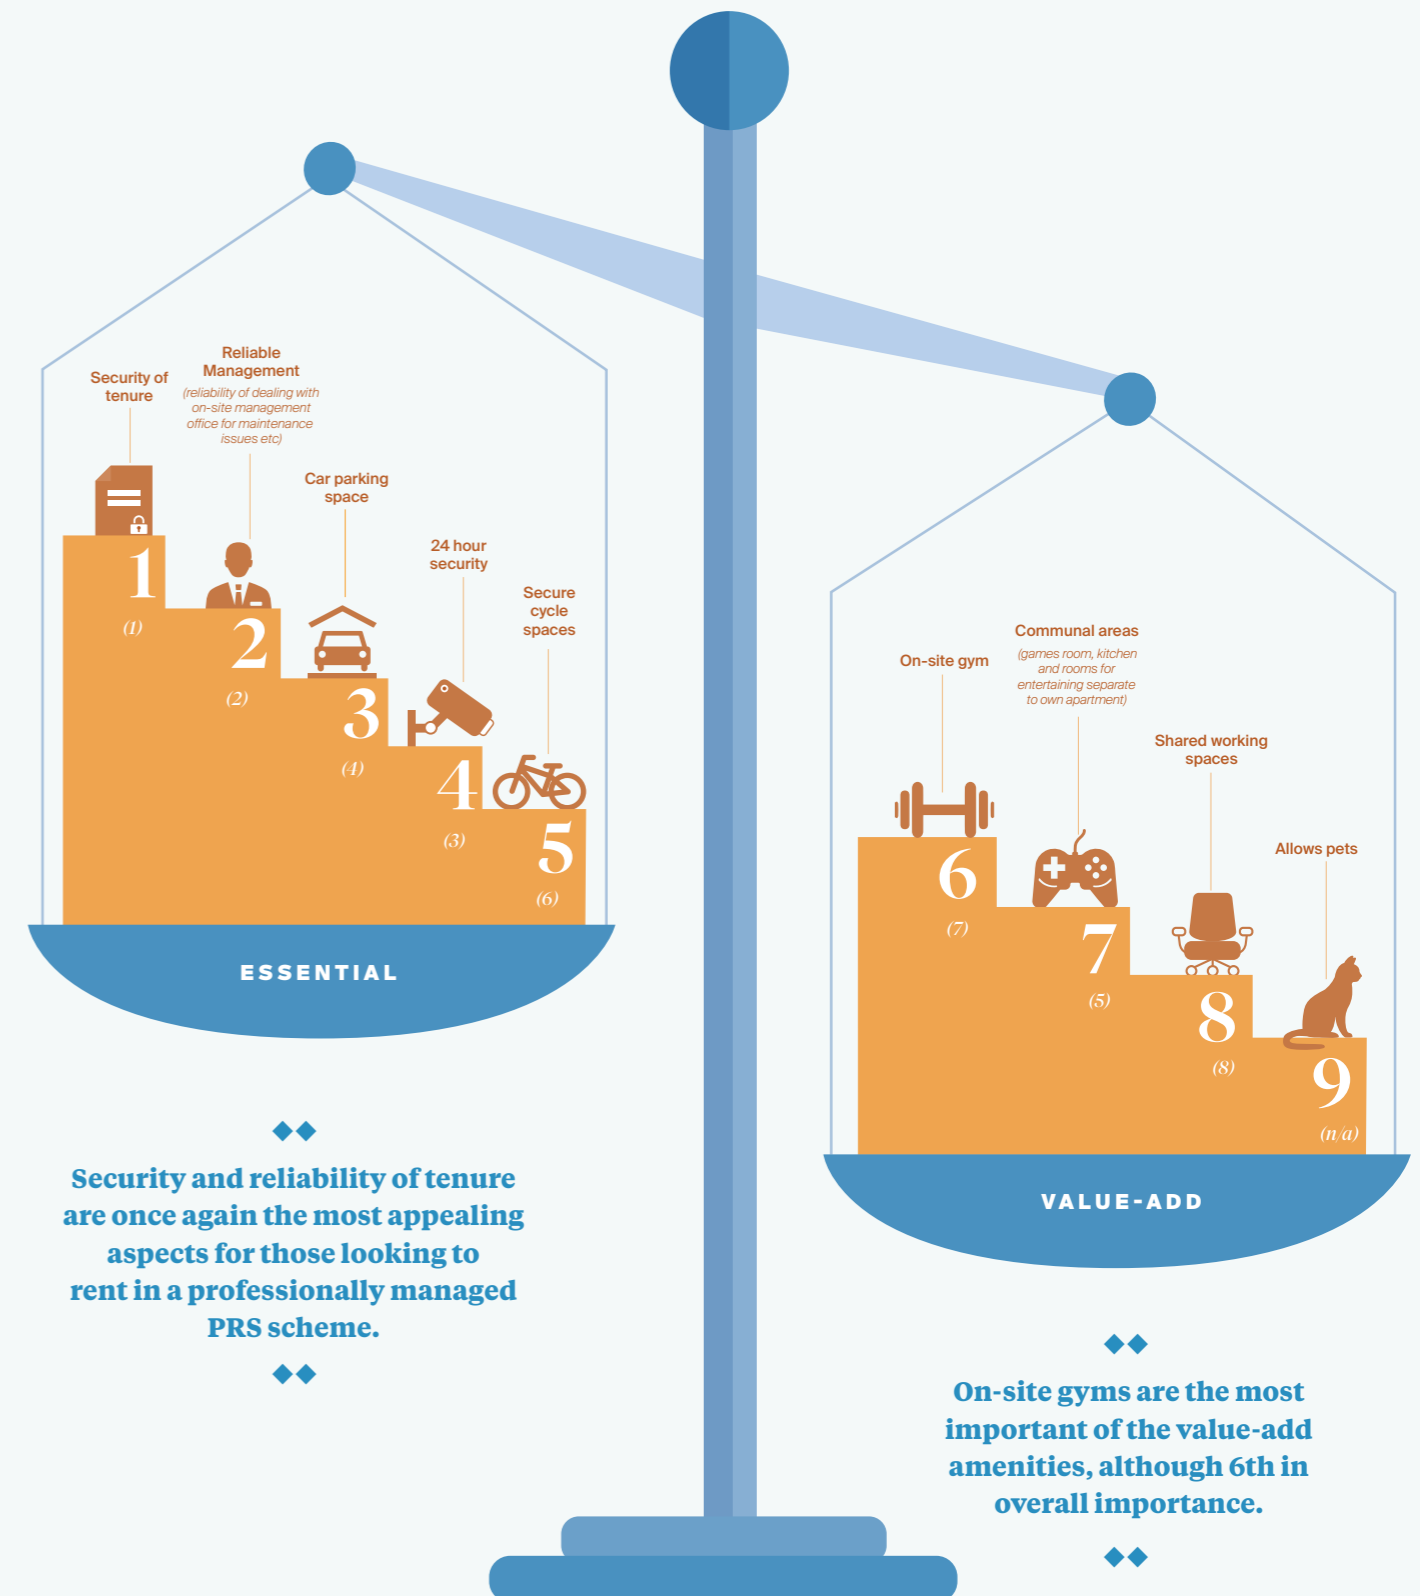 Security of
tenure
Reliable
Management
(reliability of dealing with
on-site management
office for maintenance
issues etc)
Car parking
space
24 hour
security
Secure
cycle
spaces
1
(1)
2
(2)
3
(4)
4
(3)
5
(6)
ESSENTIAL
Security and reliability of tenure
are once again the most appealing
aspects for those looking to
rent in a professionally managed
PRS scheme.
On-site gym
Communal areas
(games room, kitchen
and rooms for
entertaining separate
to own apartment)
Shared working
spaces
Allows pets
6
(7)
7
(5)
8
(8)
9
(n/a)
VALUE-ADD
On-site gyms are the most
important of the value-add
amenities, although 6th in
overall importance.